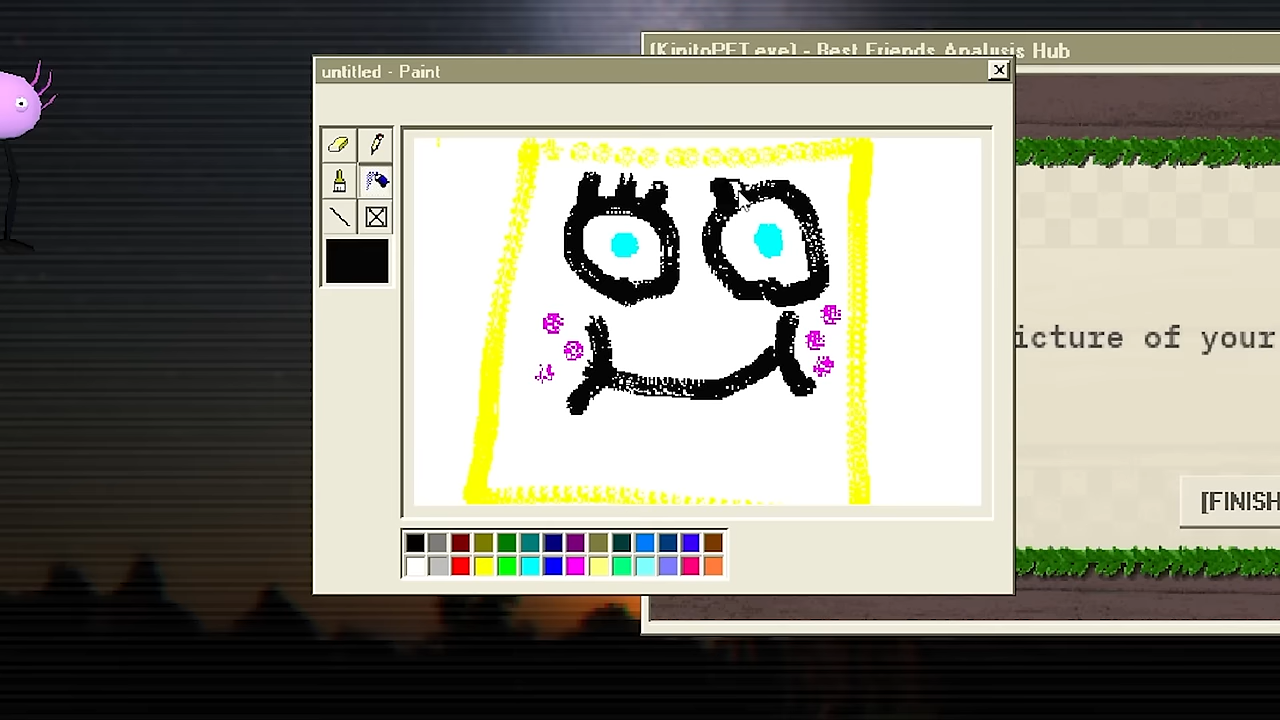 (KinitoPET.exe) - Best Friends Analysis Hub
untitled - Paint
icture of your
[FINISH